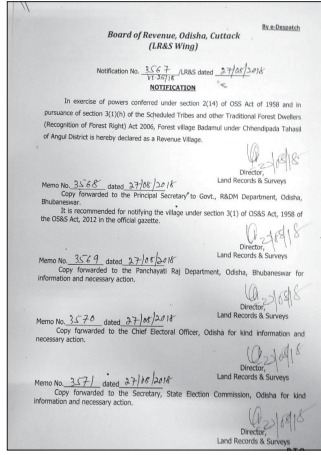 By e-Despatch
Board of Revenue, Odisha, Cuttack
(LR&S Wing)
Notification No. 3567 /LR&S dated 27/08/2018
NOTIFICATION
In exercise of powers conferred under section 2(14) of OSS Act of 1958 and in
pursuance of section 3(1)(h) of the Scheduled Tribes and other Traditional Forest Dwellers
(Recognition of Forest Right) Act 2006, Forest village Badamul under Chhendipada Tahasil
of Angul District is hereby declared as a Revenue Village.
Director,
Land Records & Surveys
Memo No. 3568 dated 27/08/2018
Copy forwarded to the Principal Secretary to Govt., R&DM Department, Odisha,
Bhubaneswar.
It is recommended for notifying the village under section 3(1) of OS&S Act, 1958 of
the OS&S Act, 2012 in the official gazette.
Director,
Land Records & Surveys
Memo No. 3569 dated 27/08/2018
Copy forwarded to the Panchayati Raj Department, Odisha, Bhubaneswar for
information and necessary action.
Director,
Land Records & Surveys
Memo No. 3570 dated 27/08/2018
Copy forwarded to the Chief Electoral Officer, Odisha for kind information and
necessary action.
Director,
Land Records & Surveys
Memo No. 3571 dated 27/08/2018
Copy forwarded to the Secretary, State Election Commission, Odisha for kind
information and necessary action.
Director,
Land Records & Surveys